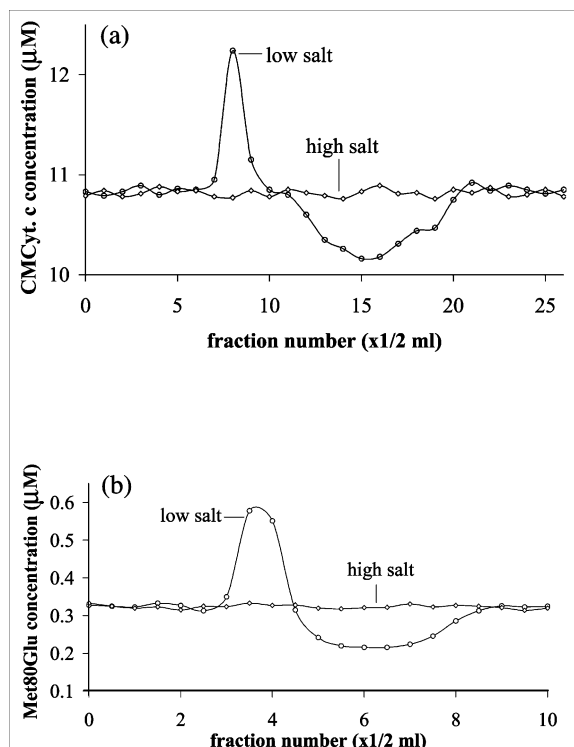 (a)
CMCyt. c concentration (µM)
12
11
10
low salt
high salt
0 5 10 15 20 25
fraction number (x1/2 ml)
(b)
Met80Glu concentration (µM)
0.6
0.5
0.4
0.3
0.2
0.1
low salt
high salt
0 2 4 6 8 10
fraction number (x1/2 ml)